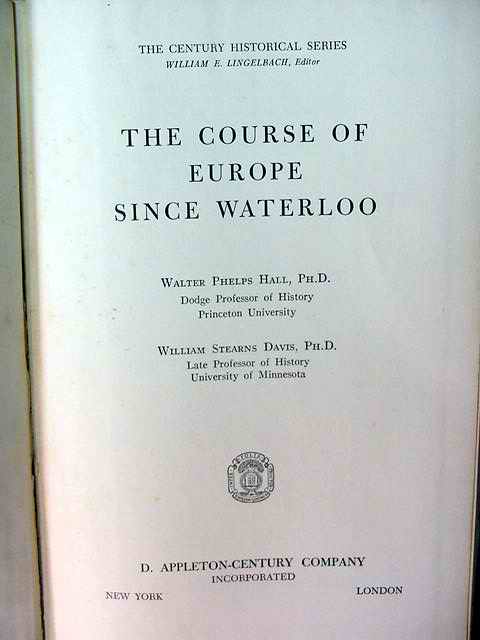 THE CENTURY HISTORICAL SERIES
WILLIAM E. LINGELBACH, Editor
THE COURSE OF
EUROPE
SINCE WATERLOO
WALTER PHELPS HALL, PH.D.
Dodge Professor of History
Princeton University
WILLIAM STEARNS DAVIS, PH.D.
Late Professor of History
University of Minnesota
D. APPLETON-CENTURY COMPANY
INCORPORATED
NEW YORK LONDON